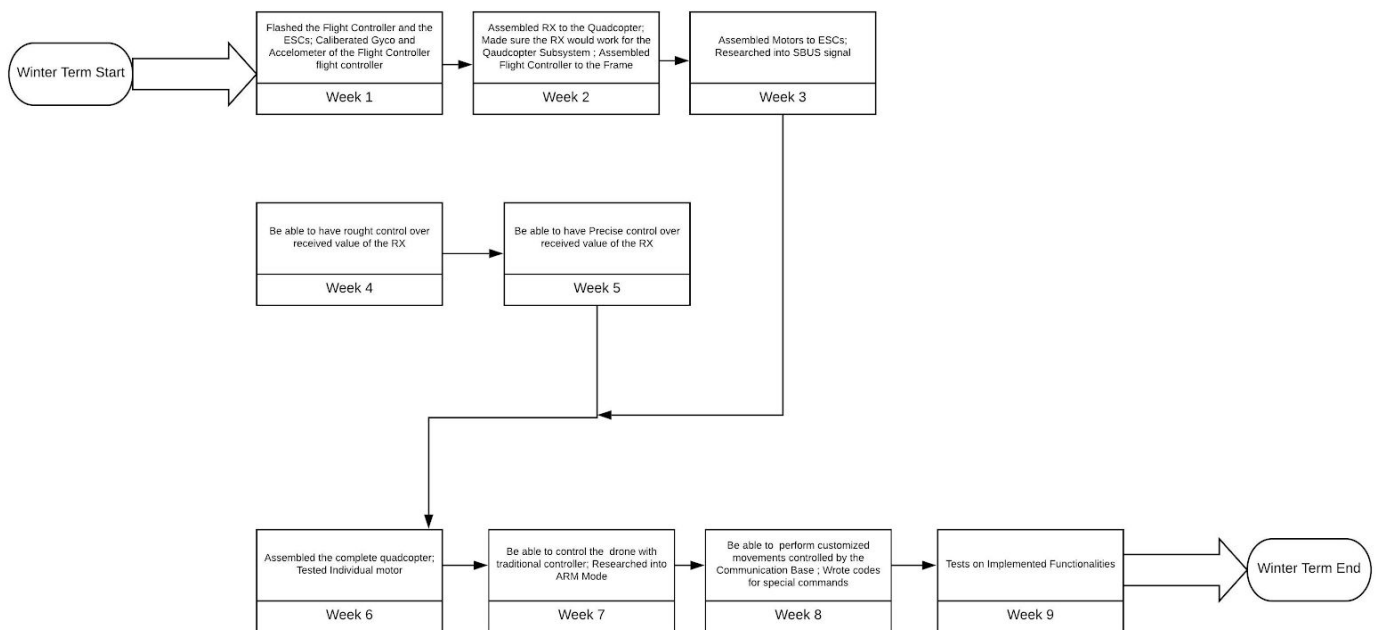 Winter Term Start
Flashed the Flight Controller and the
ESCs; Caliberated Gyco and
Accelometer of the Flight Controller
flight controller
Week 1
Assembled RX to the Quadcopter;
Made sure the RX would work for the
Qaudcopter Subsystem ; Assembled
Flight Controller to the Frame
Week 2
Assembled Motors to ESCs;
Researched into SBUS signal
Week 3
Be able to have rought control over
received value of the RX
Week 4
Be able to have Precise control over
received value of the RX
Week 5
Assembled the complete quadcopter;
Tested Individual motor
Week 6
Be able to control the drone with
traditional controller; Researched into
ARM Mode
Week 7
Be able to perform customized
movements controlled by the
Communication Base ; Wrote codes
for special commands
Week 8
Tests on Implemented Functionalities
Week 9
Winter Term End